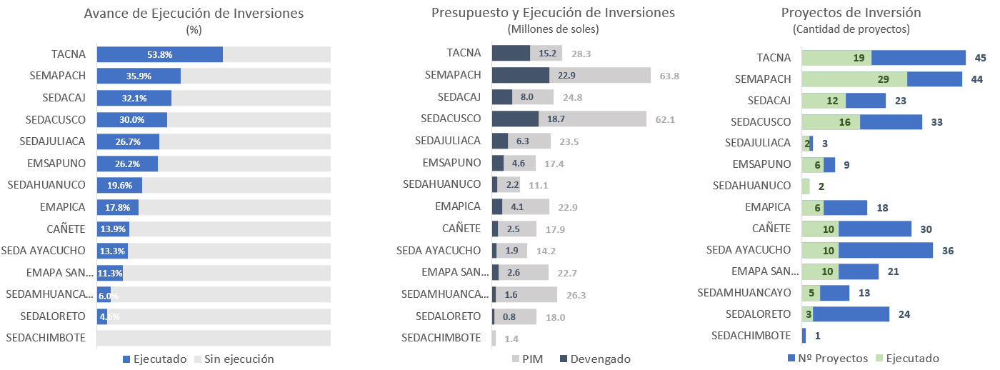 Avance de Ejecución de Inversiones
(%)
TACNA 53.8%
SEMAPACH 35.9%
SEDACAJ 32.1%
SEDACUSCO 30.0%
SEDAJULIACA 26.7%
EMSAPUNO 26.2%
SEDAHUANUCO 19.6%
EMAPICA 17.8%
CAÑETE 13.9%
SEDA AYACUCHO 13.3%
EMAPA SAN... 11.3%
SEDAMHUANCA... 6.0%
SEDALORETO 4.6%
SEDACHIMBOTE
Ejecutado Sin ejecución
Presupuesto y Ejecución de Inversiones
(Millones de soles)
TACNA 15.2 28.3
SEMAPACH 22.9 63.8
SEDACAJ 8.0 24.8
SEDACUSCO 18.7 62.1
SEDAJULIACA 6.3 23.5
EMSAPUNO 4.6 17.4
SEDAHUANUCO 2.2 11.1
EMAPICA 4.1 22.9
CAÑETE 2.5 17.9
SEDA AYACUCHO 1.9 14.2
EMAPA SAN... 2.6 22.7
SEDAMHUANCA... 1.6 26.3
SEDALORETO 0.8 18.0
SEDACHIMBOTE 1.4
PIM Devengado
Proyectos de Inversión
(Cantidad de proyectos)
TACNA 19 45
SEMAPACH 29 44
SEDACAJ 12 23
SEDACUSCO 16 33
SEDAJULIACA 2 3
EMSAPUNO 6 9
SEDAHUANUCO 2
EMAPICA 6 18
CAÑETE 10 30
SEDA AYACUCHO 10 36
EMAPA SAN... 10 21
SEDAMHUANCAYO 5 13
SEDALORETO 3 24
SEDACHIMBOTE 1
Nº Proyectos Ejecutado